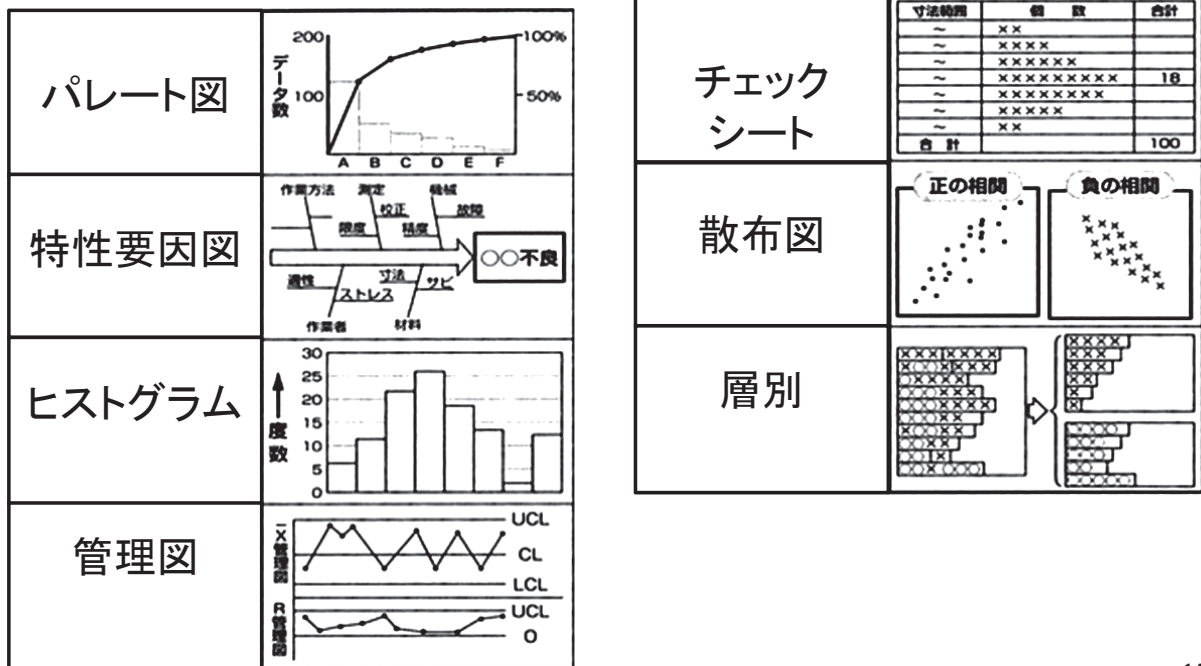 パレート図
データ数
200
100
100%
50%
A B C D E F
特性要因図
作業方法 測定 機械
校正 故障
限度 精度
○○不良
適性 寸法 サビ
ストレス
作業者 材料
ヒストグラム
度数
30
25
20
15
10
5
0
管理図
X管理図
UCL
CL
LCL
R管理図
UCL
O
チェック
シート
寸法範囲 個 数 合計
~ ××
~ ××××
~ ××××××
~ ××××××××× 18
~ ××××××××
~ ×××××
~ ××
合 計 100
散布図
正の相関 負の相関
層別